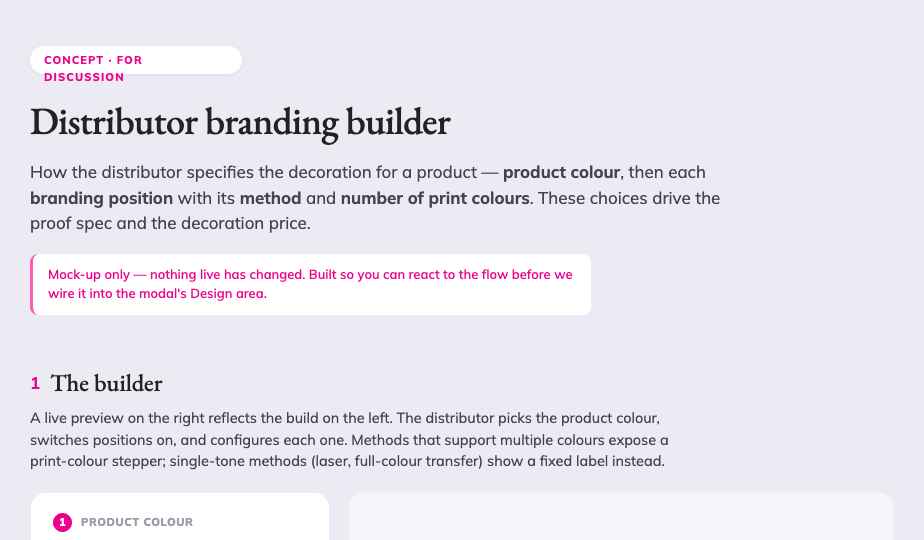 CONCEPT · FOR
DISCUSSION
Distributor branding builder
How the distributor specifies the decoration for a product — product colour, then each
branding position with its method and number of print colours. These choices drive the
proof spec and the decoration price.
Mock-up only — nothing live has changed. Built so you can react to the flow before we
wire it into the modal's Design area.
1 The builder
A live preview on the right reflects the build on the left. The distributor picks the product colour,
switches positions on, and configures each one. Methods that support multiple colours expose a
print-colour stepper; single-tone methods (laser, full-colour transfer) show a fixed label instead.
1 PRODUCT COLOUR